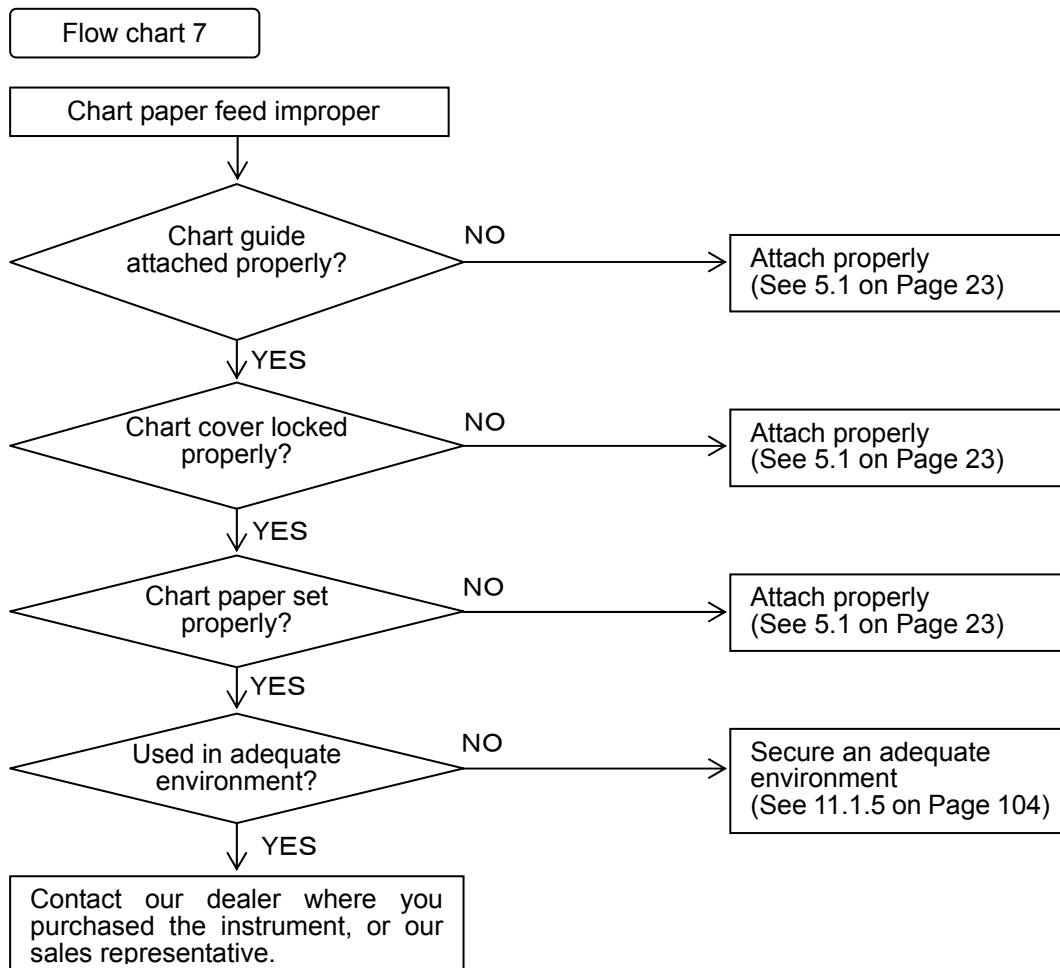 Flow chart 7
Chart paper feed improper
Chart guide
attached properly?
NO
Attach properly
(See 5.1 on Page 23)
YES
Chart cover locked
properly?
NO
Attach properly
(See 5.1 on Page 23)
YES
Chart paper set
properly?
NO
Attach properly
(See 5.1 on Page 23)
YES
Used in adequate
environment?
NO
Secure an adequate
environment
(See 11.1.5 on Page 104)
YES
Contact our dealer where you
purchased the instrument, or our
sales representative.